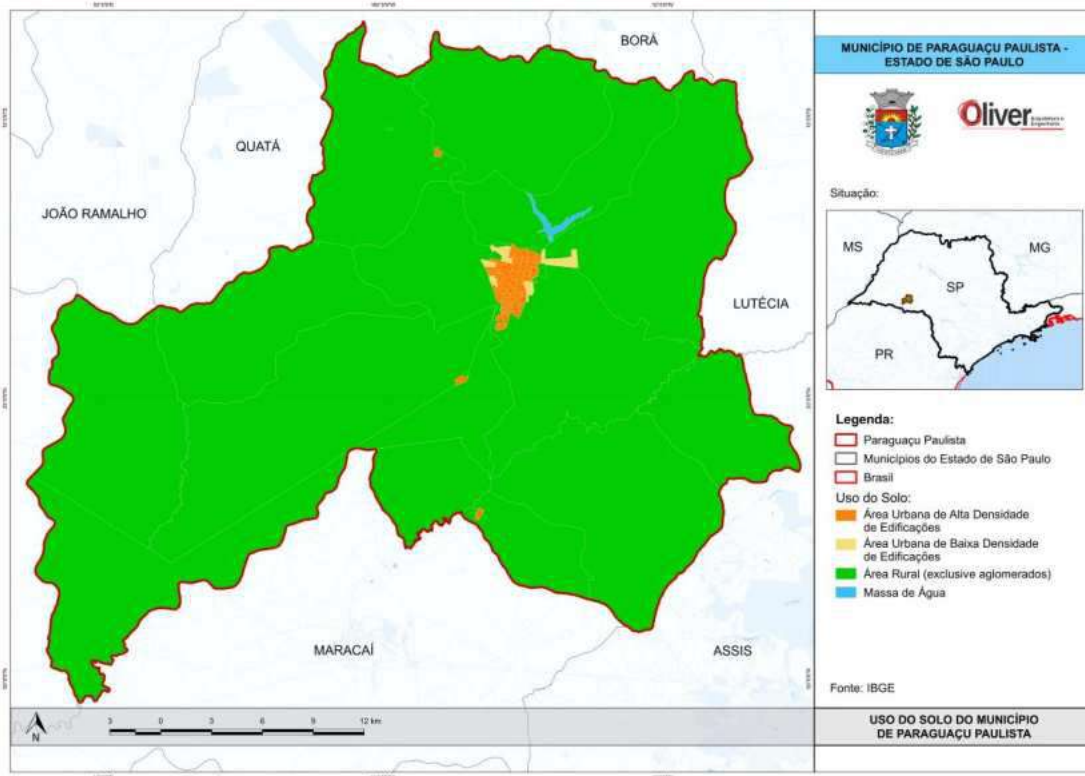 BORÁ
QUATÁ
JOÃO RAMALHO
LUTÉCIA
MARACAÍ
ASSIS
N
3 0 3 6 9 12 km
MUNICÍPIO DE PARAGUAÇU PAULISTA -
ESTADO DE SÃO PAULO
Oliver
Arquitetura e
Engenharia
Situação:
MS
MG
SP
PR
Legenda:
Paraguaçu Paulista
Municípios do Estado de São Paulo
Brasil
Uso do Solo:
Área Urbana de Alta Densidade
de Edificações
Área Urbana de Baixa Densidade
de Edificações
Área Rural (exclusive aglomerados)
Massa de Água
Fonte: IBGE
USO DO SOLO DO MUNICÍPIO
DE PARAGUAÇU PAULISTA